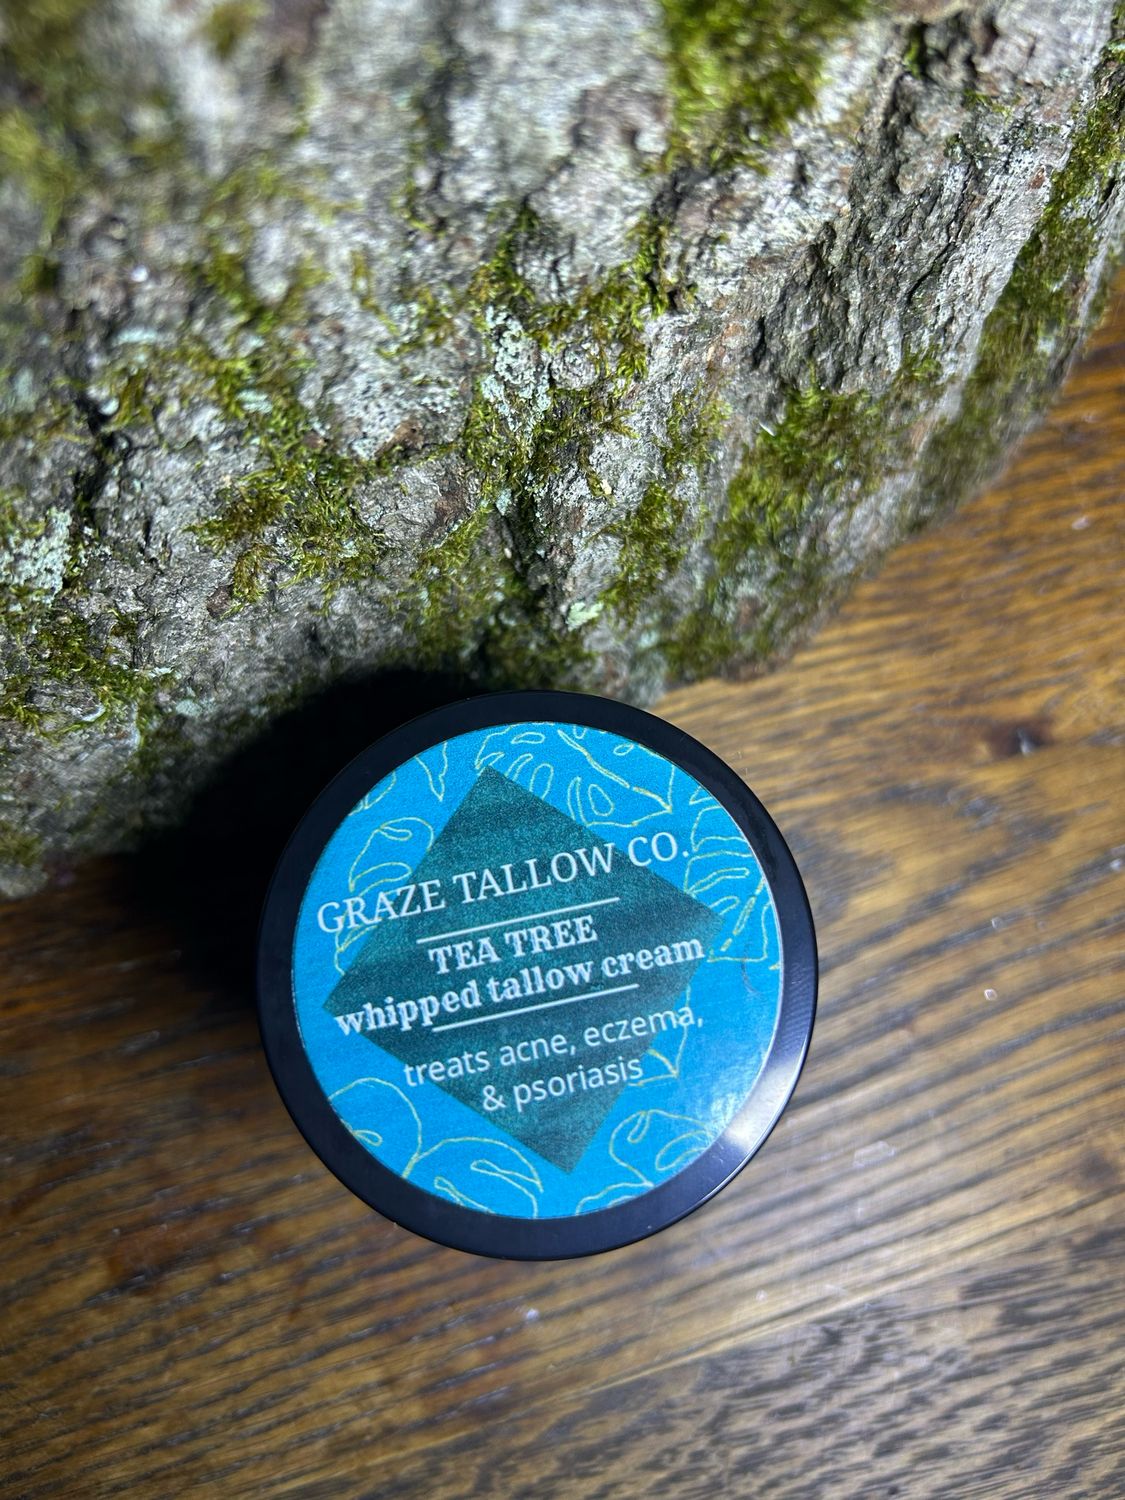 GRAZE TALLOW CO.
TEA TREE
whipped tallow cream
treats acne, eczema,
& psoriasis